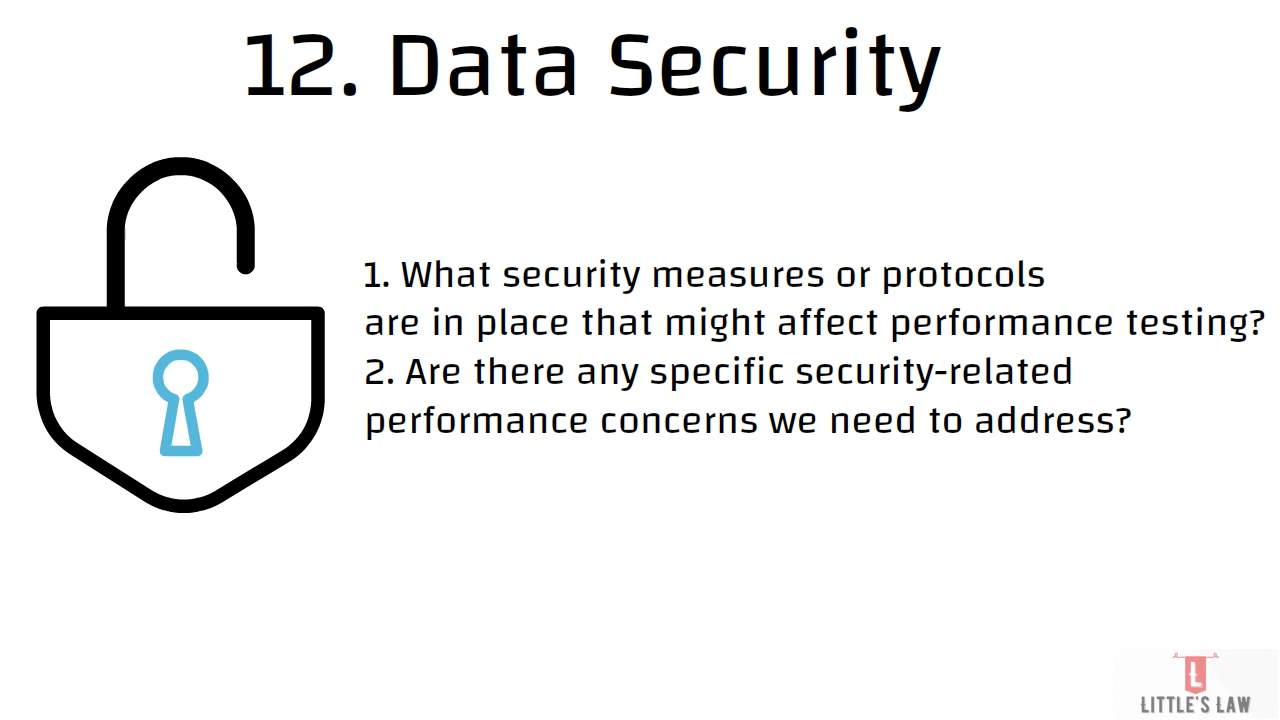 12. Data Security
1. What security measures or protocols
are in place that might affect performance testing?
2. Are there any specific security-related
performance concerns we need to address?
L
LITTLE'S LAW